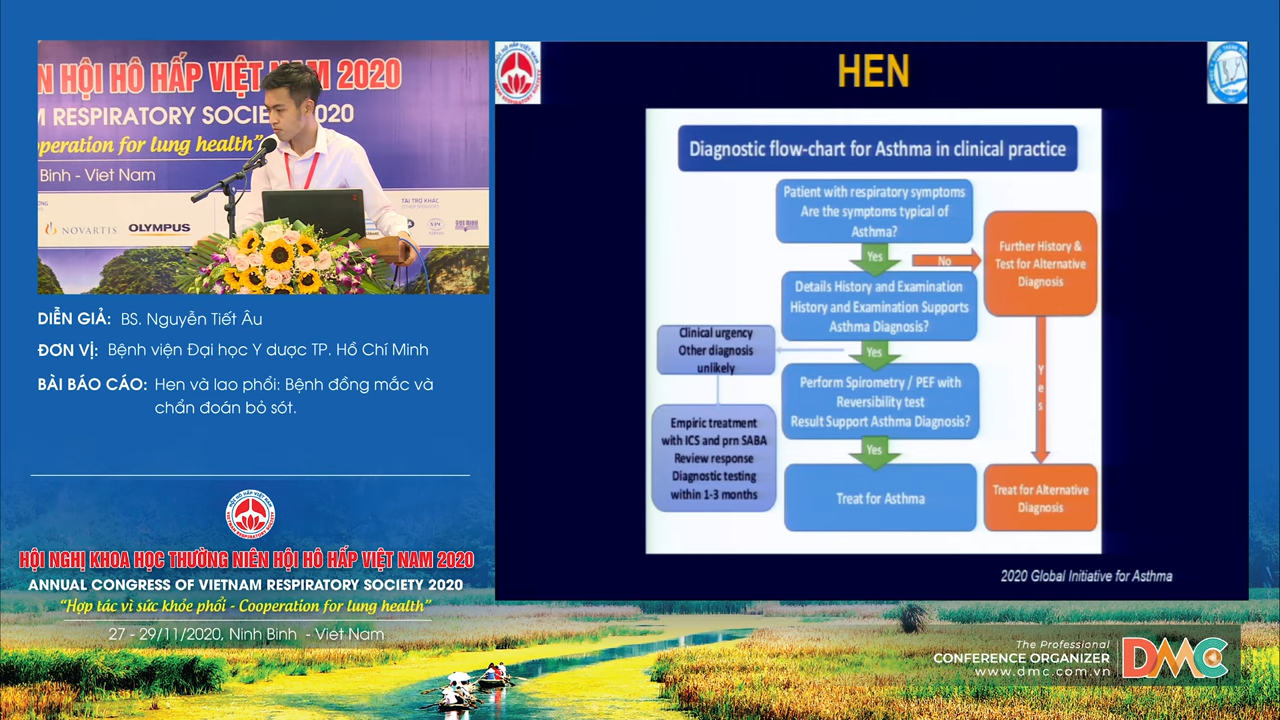 N HỘI HÔ HẤP VIỆT NAM 2020
M RESPIRATORY SOCIETY 2020
operation for lung health"
Binh - Viet Nam
TÀI TRỢ KHÁC
NOVARTIS
OLYMPUS
DIỄN GIẢ: BS. Nguyễn Tiết Âu
ĐƠN VỊ: Bệnh viện Đại học Y dược TP. Hồ Chí Minh
BÀI BÁO CÁO: Hen và lao phổi: Bệnh đồng mắc và
chẩn đoán bỏ sót.
HỘI NGHỊ KHOA HỌC THƯỜNG NIÊN HỘI HÔ HẤP VIỆT NAM 2020
ANNUAL CONGRESS OF VIETNAM RESPIRATORY SOCIETY 2020
"Hợp tác vì sức khỏe phổi - Cooperation for lung health"
27 - 29/11/2020, Ninh Binh - Viet Nam
HEN
Diagnostic flow-chart for Asthma in clinical practice
Patient with respiratory symptoms
Are the symptoms typical of
Asthma?
Yes
No
Further History &
Test for Alternative
Diagnosis
Details History and Examination
History and Examination Supports
Asthma Diagnosis?
Yes
Clinical urgency
Other diagnosis
unlikely
Perform Spirometry / PEF with
Reversibility test
Result Support Asthma Diagnosis?
Yes
Yes
Empiric treatment
with ICS and prn SABA
Review response
Diagnostic testing
within 1-3 months
Treat for Asthma
Treat for Alternative
Diagnosis
2020 Global Initiative for Asthma
The Professional
CONFERENCE ORGANIZER
www.dmc.com.vn
DMC